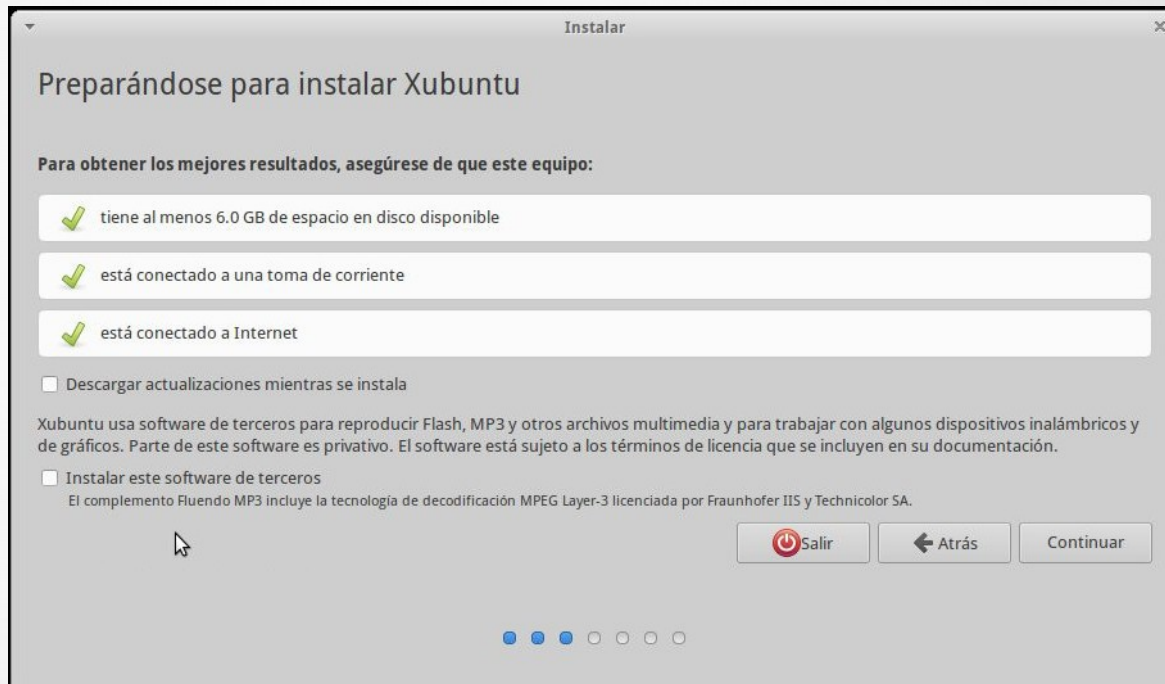 Instalar
Preparándose para instalar Xubuntu
Para obtener los mejores resultados, asegúrese de que este equipo:
tiene al menos 6.0 GB de espacio en disco disponible
está conectado a una toma de corriente
está conectado a Internet
Descargar actualizaciones mientras se instala
Xubuntu usa software de terceros para reproducir Flash, MP3 y otros archivos multimedia y para trabajar con algunos dispositivos inalámbricos y
de gráficos. Parte de este software es privativo. El software está sujeto a los términos de licencia que se incluyen en su documentación.
Instalar este software de terceros
El complemento Fluendo MP3 incluye la tecnología de decodificación MPEG Layer-3 licenciada por Fraunhofer IIS y Technicolor SA.
Salir
Atrás
Continuar